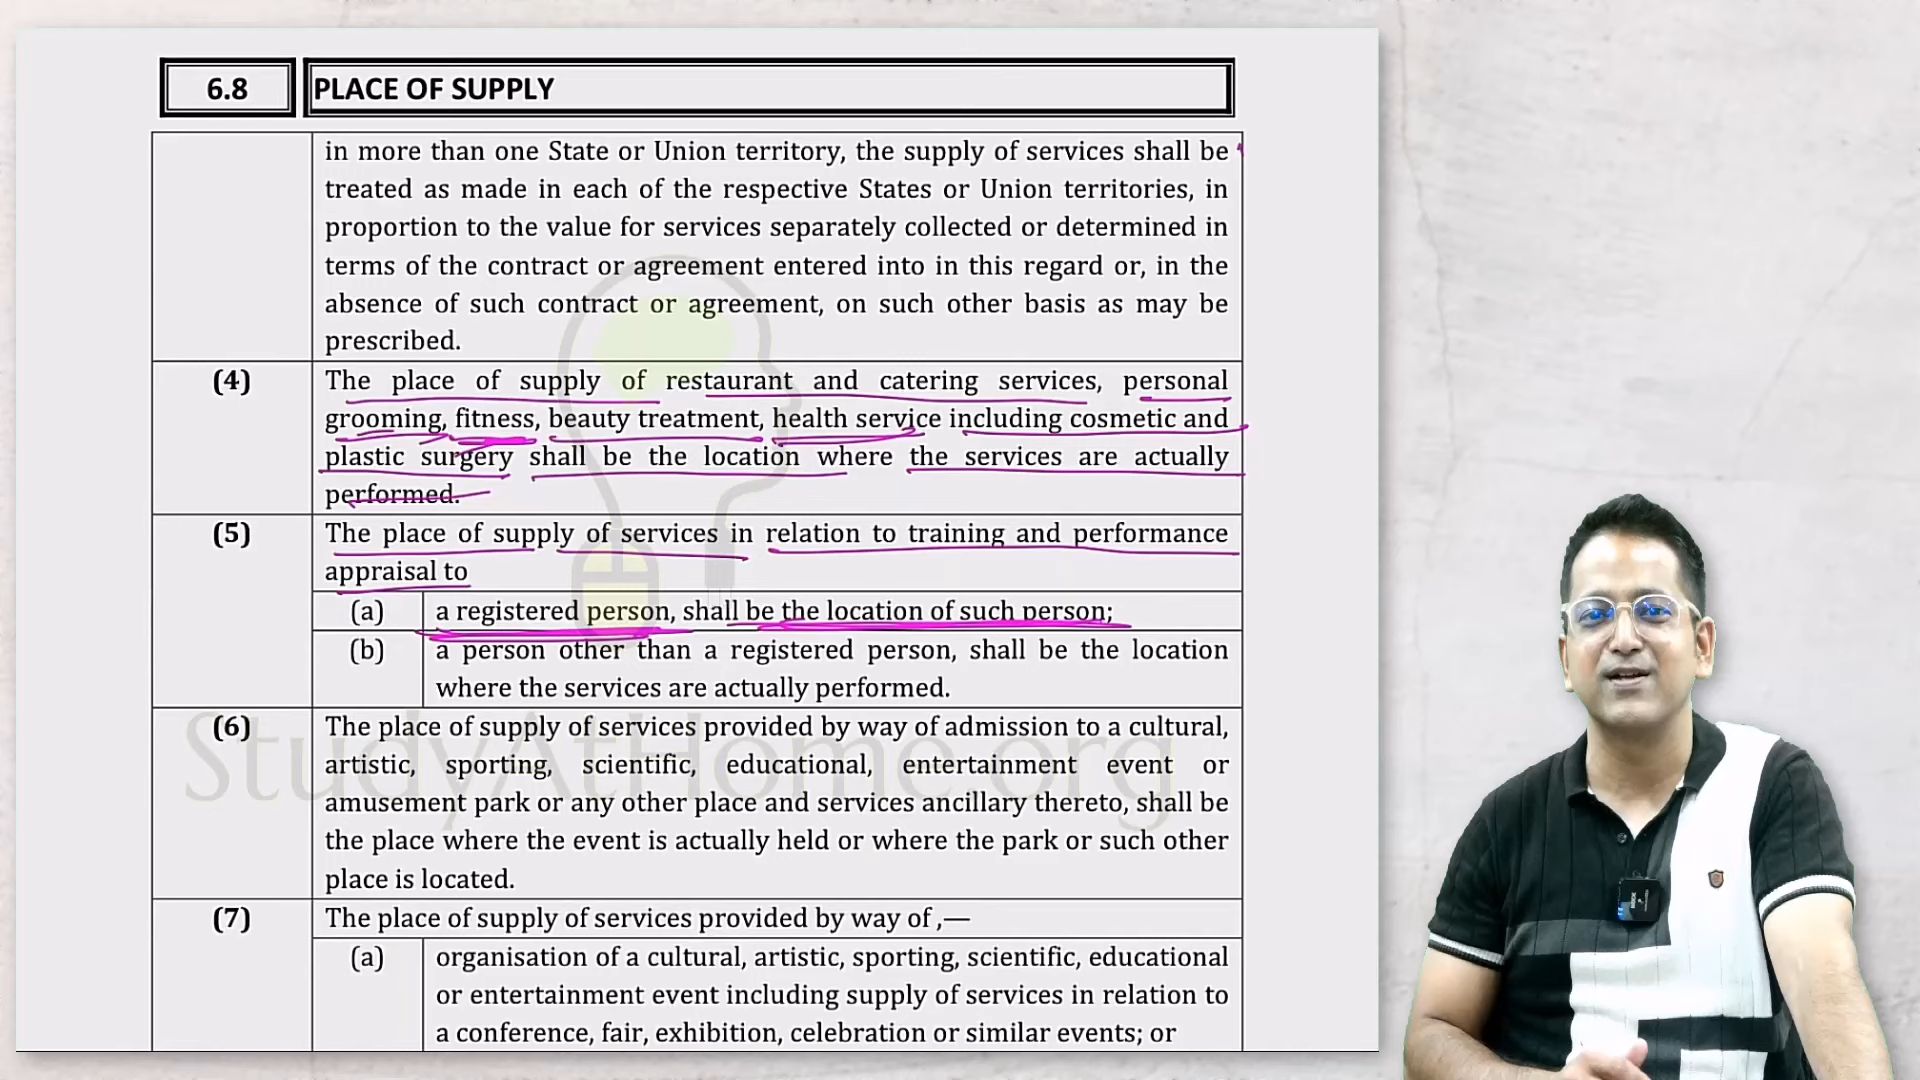 6.8 PLACE OF SUPPLY
in more than one State or Union territory, the supply of services shall be
treated as made in each of the respective States or Union territories, in
proportion to the value for services separately collected or determined in
terms of the contract or agreement entered into in this regard or, in the
absence of such contract or agreement, on such other basis as may be
prescribed.
(4) The place of supply of restaurant and catering services, personal
grooming, fitness, beauty treatment, health service including cosmetic and
plastic surgery shall be the location where the services are actually
performed.
(5) The place of supply of services in relation to training and performance
appraisal to
(a) a registered person, shall be the location of such person;
(b) a person other than a registered person, shall be the location
where the services are actually performed.
(6) The place of supply of services provided by way of admission to a cultural,
artistic, sporting, scientific, educational, entertainment event or
amusement park or any other place and services ancillary thereto, shall be
the place where the event is actually held or where the park or such other
place is located.
StudyAtHome.org
(7) The place of supply of services provided by way of ,—
(a) organisation of a cultural, artistic, sporting, scientific, educational
or entertainment event including supply of services in relation to
a conference, fair, exhibition, celebration or similar events; or